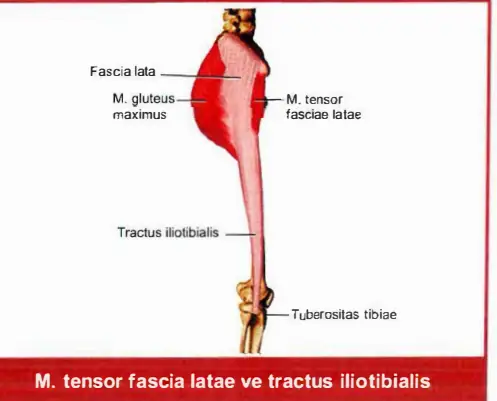 Fascia lata
M. gluteus
maximus
M. tensor
fasciae latae
Tractus iliotibialis
Tuberositas tibiae
M. tensor fascia latae ve tractus iliotibialis